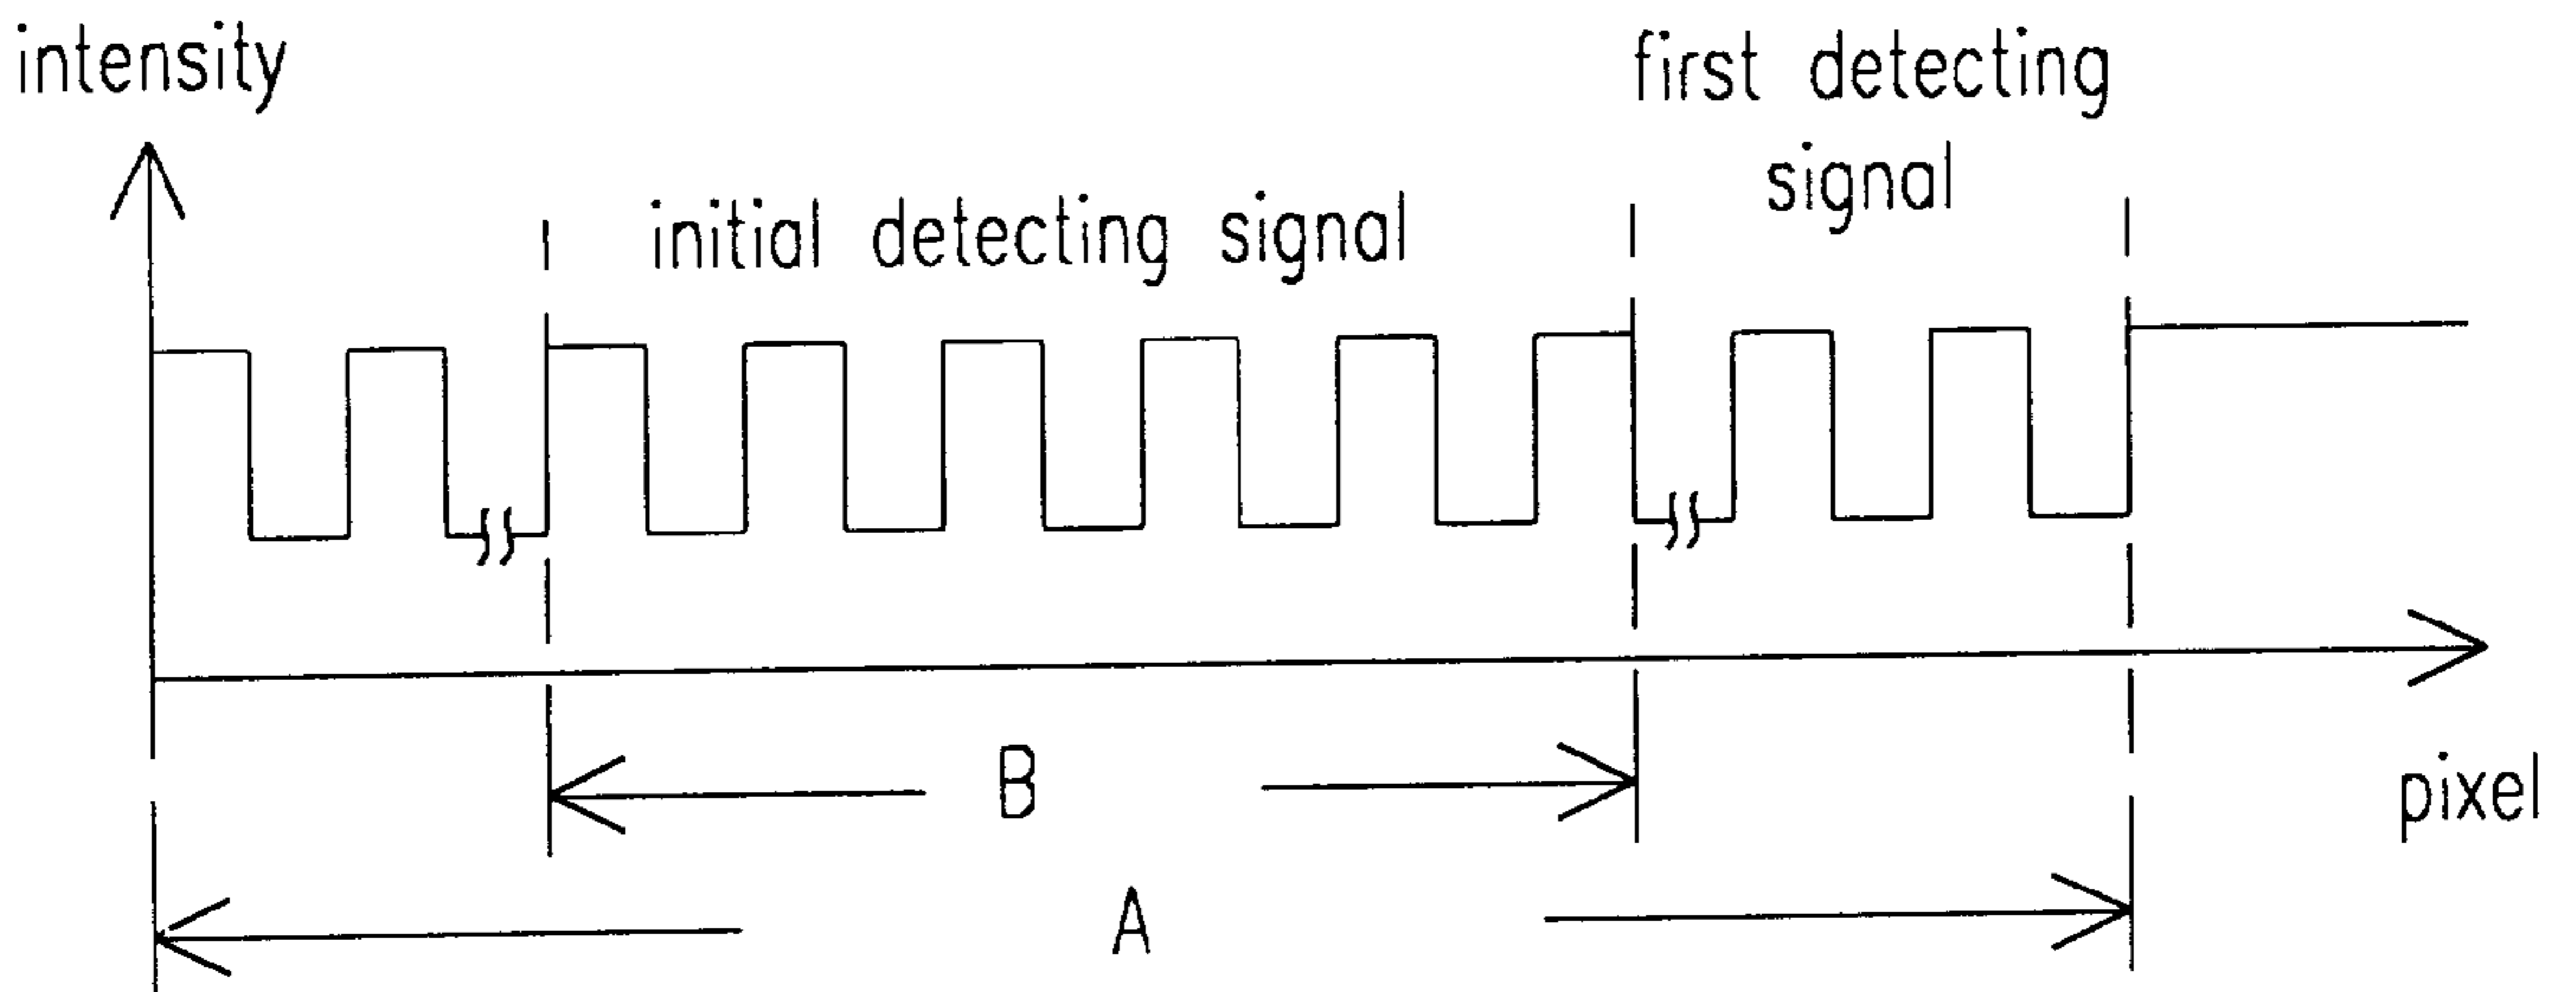 intensity
first detecting
signal
initial detecting signal
B
pixel
A